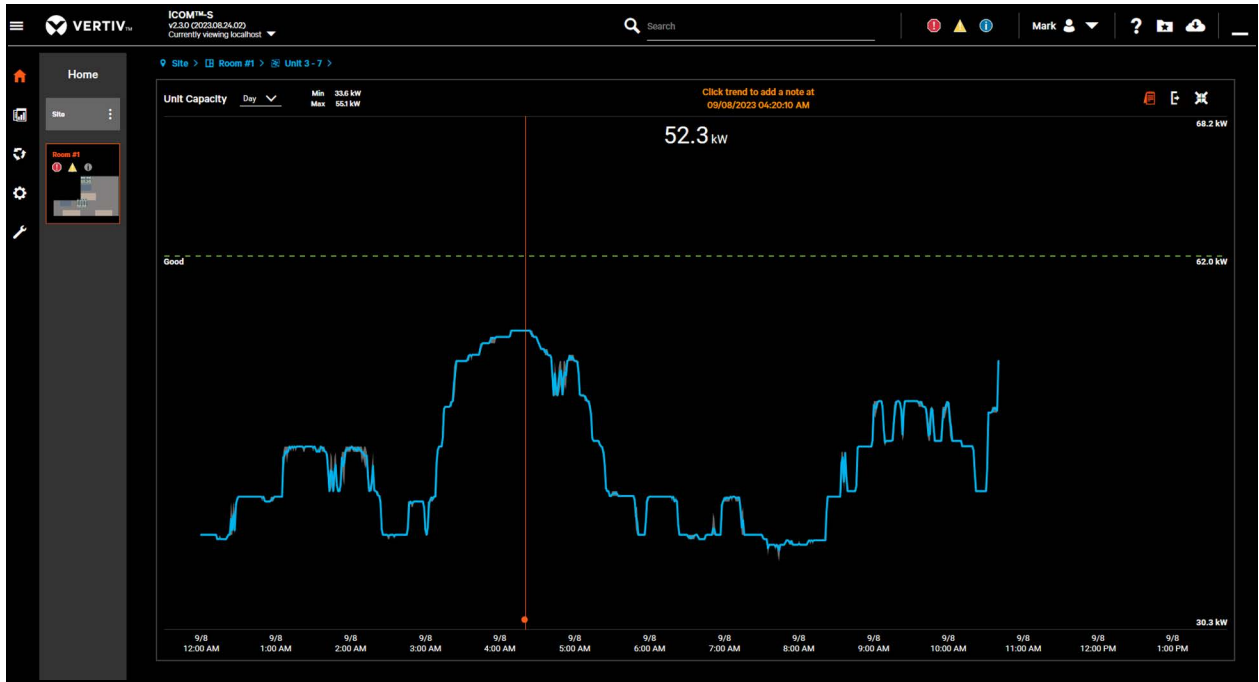 VERTIV™
ICOM™-S
v2.3.0 (2023.08.24.02)
Currently viewing localhost
Search
Mark
?
Home
Site
Room #1
Site > Room #1 > Unit 3 - 7 >
Unit Capacity Day
Min 33.6 kW
Max 55.1 kW
Click trend to add a note at
09/08/2023 04:20:10 AM
52.3 kW
68.2 kW
Good
62.0 kW
30.3 kW
9/8 9/8 9/8 9/8 9/8 9/8 9/8 9/8 9/8 9/8 9/8 9/8 9/8 9/8
12:00 AM 1:00 AM 2:00 AM 3:00 AM 4:00 AM 5:00 AM 6:00 AM 7:00 AM 8:00 AM 9:00 AM 10:00 AM 11:00 AM 12:00 PM 1:00 PM